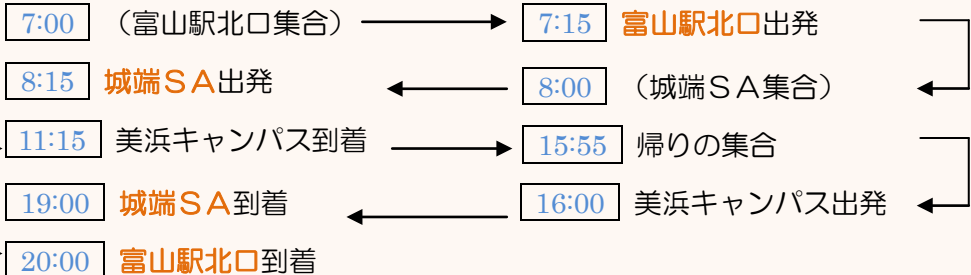 7:00 （富山駅北口集合） 7:15 富山駅北口出発
8:15 城端ＳＡ出発 8:00 （城端ＳＡ集合）
11:15 美浜キャンパス到着 15:55 帰りの集合
19:00 城端ＳＡ到着 16:00 美浜キャンパス出発
20:00 富山駅北口到着